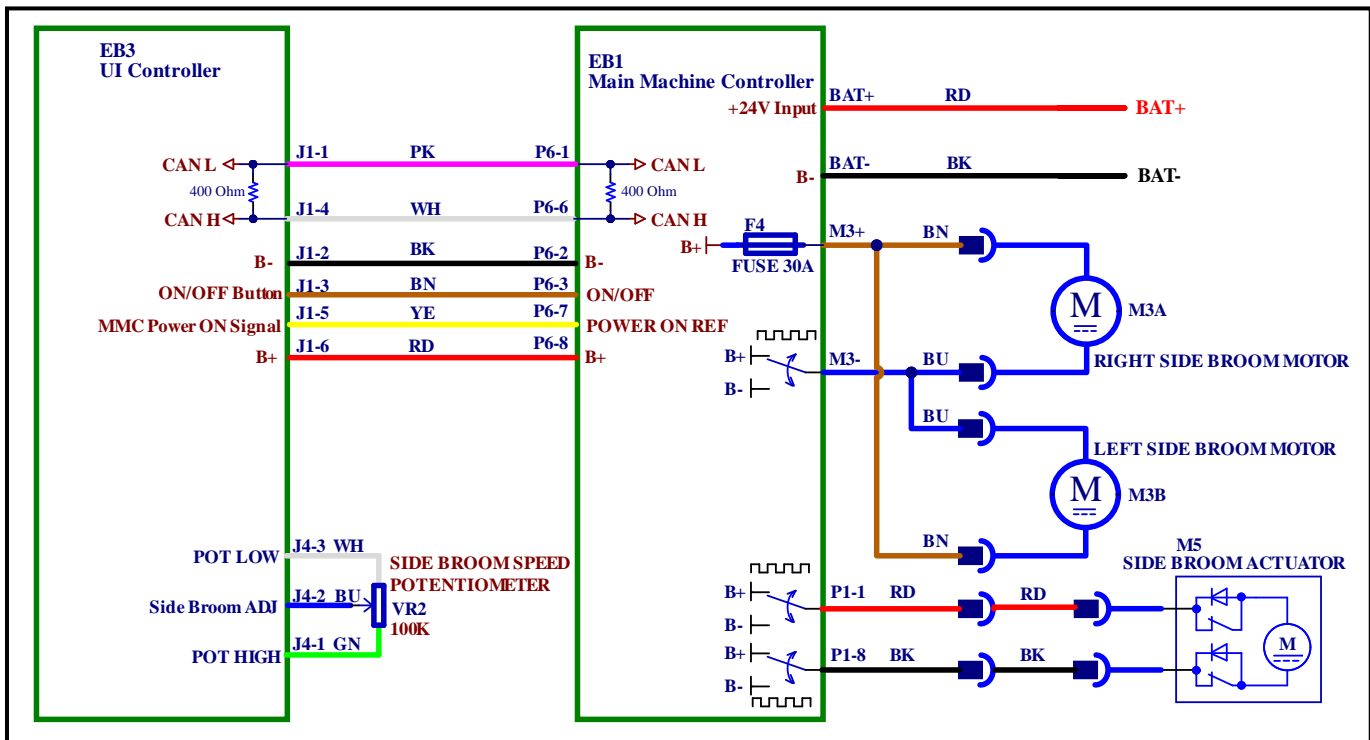 EB3
UI Controller
EB1
Main Machine Controller
+24V Input
BAT+
RD
BAT+
CAN L
J1-1
PK
P6-1
CAN L
B-
BAT-
BK
BAT-
400 Ohm
400 Ohm
CAN H
J1-4
WH
P6-6
CAN H
F4
M3+
BN
B+
FUSE 30A
B-
J1-2
BK
P6-2
B-
ON/OFF Button
J1-3
BN
P6-3
ON/OFF
M
M3A
MMC Power ON Signal
J1-5
YE
P6-7
POWER ON REF
B+
J1-6
RD
P6-8
B+
B+
M3-
BU
RIGHT SIDE BROOM MOTOR
B-
BU
LEFT SIDE BROOM MOTOR
M
M3B
BN
M5
SIDE BROOM ACTUATOR
POT LOW
J4-3 WH
SIDE BROOM SPEED
POTENTIOMETER
Side Broom ADJ
J4-2 BU
VR2
100K
POT HIGH
J4-1 GN
B+
P1-1
RD
RD
B-
B+
P1-8
BK
BK
M
B-